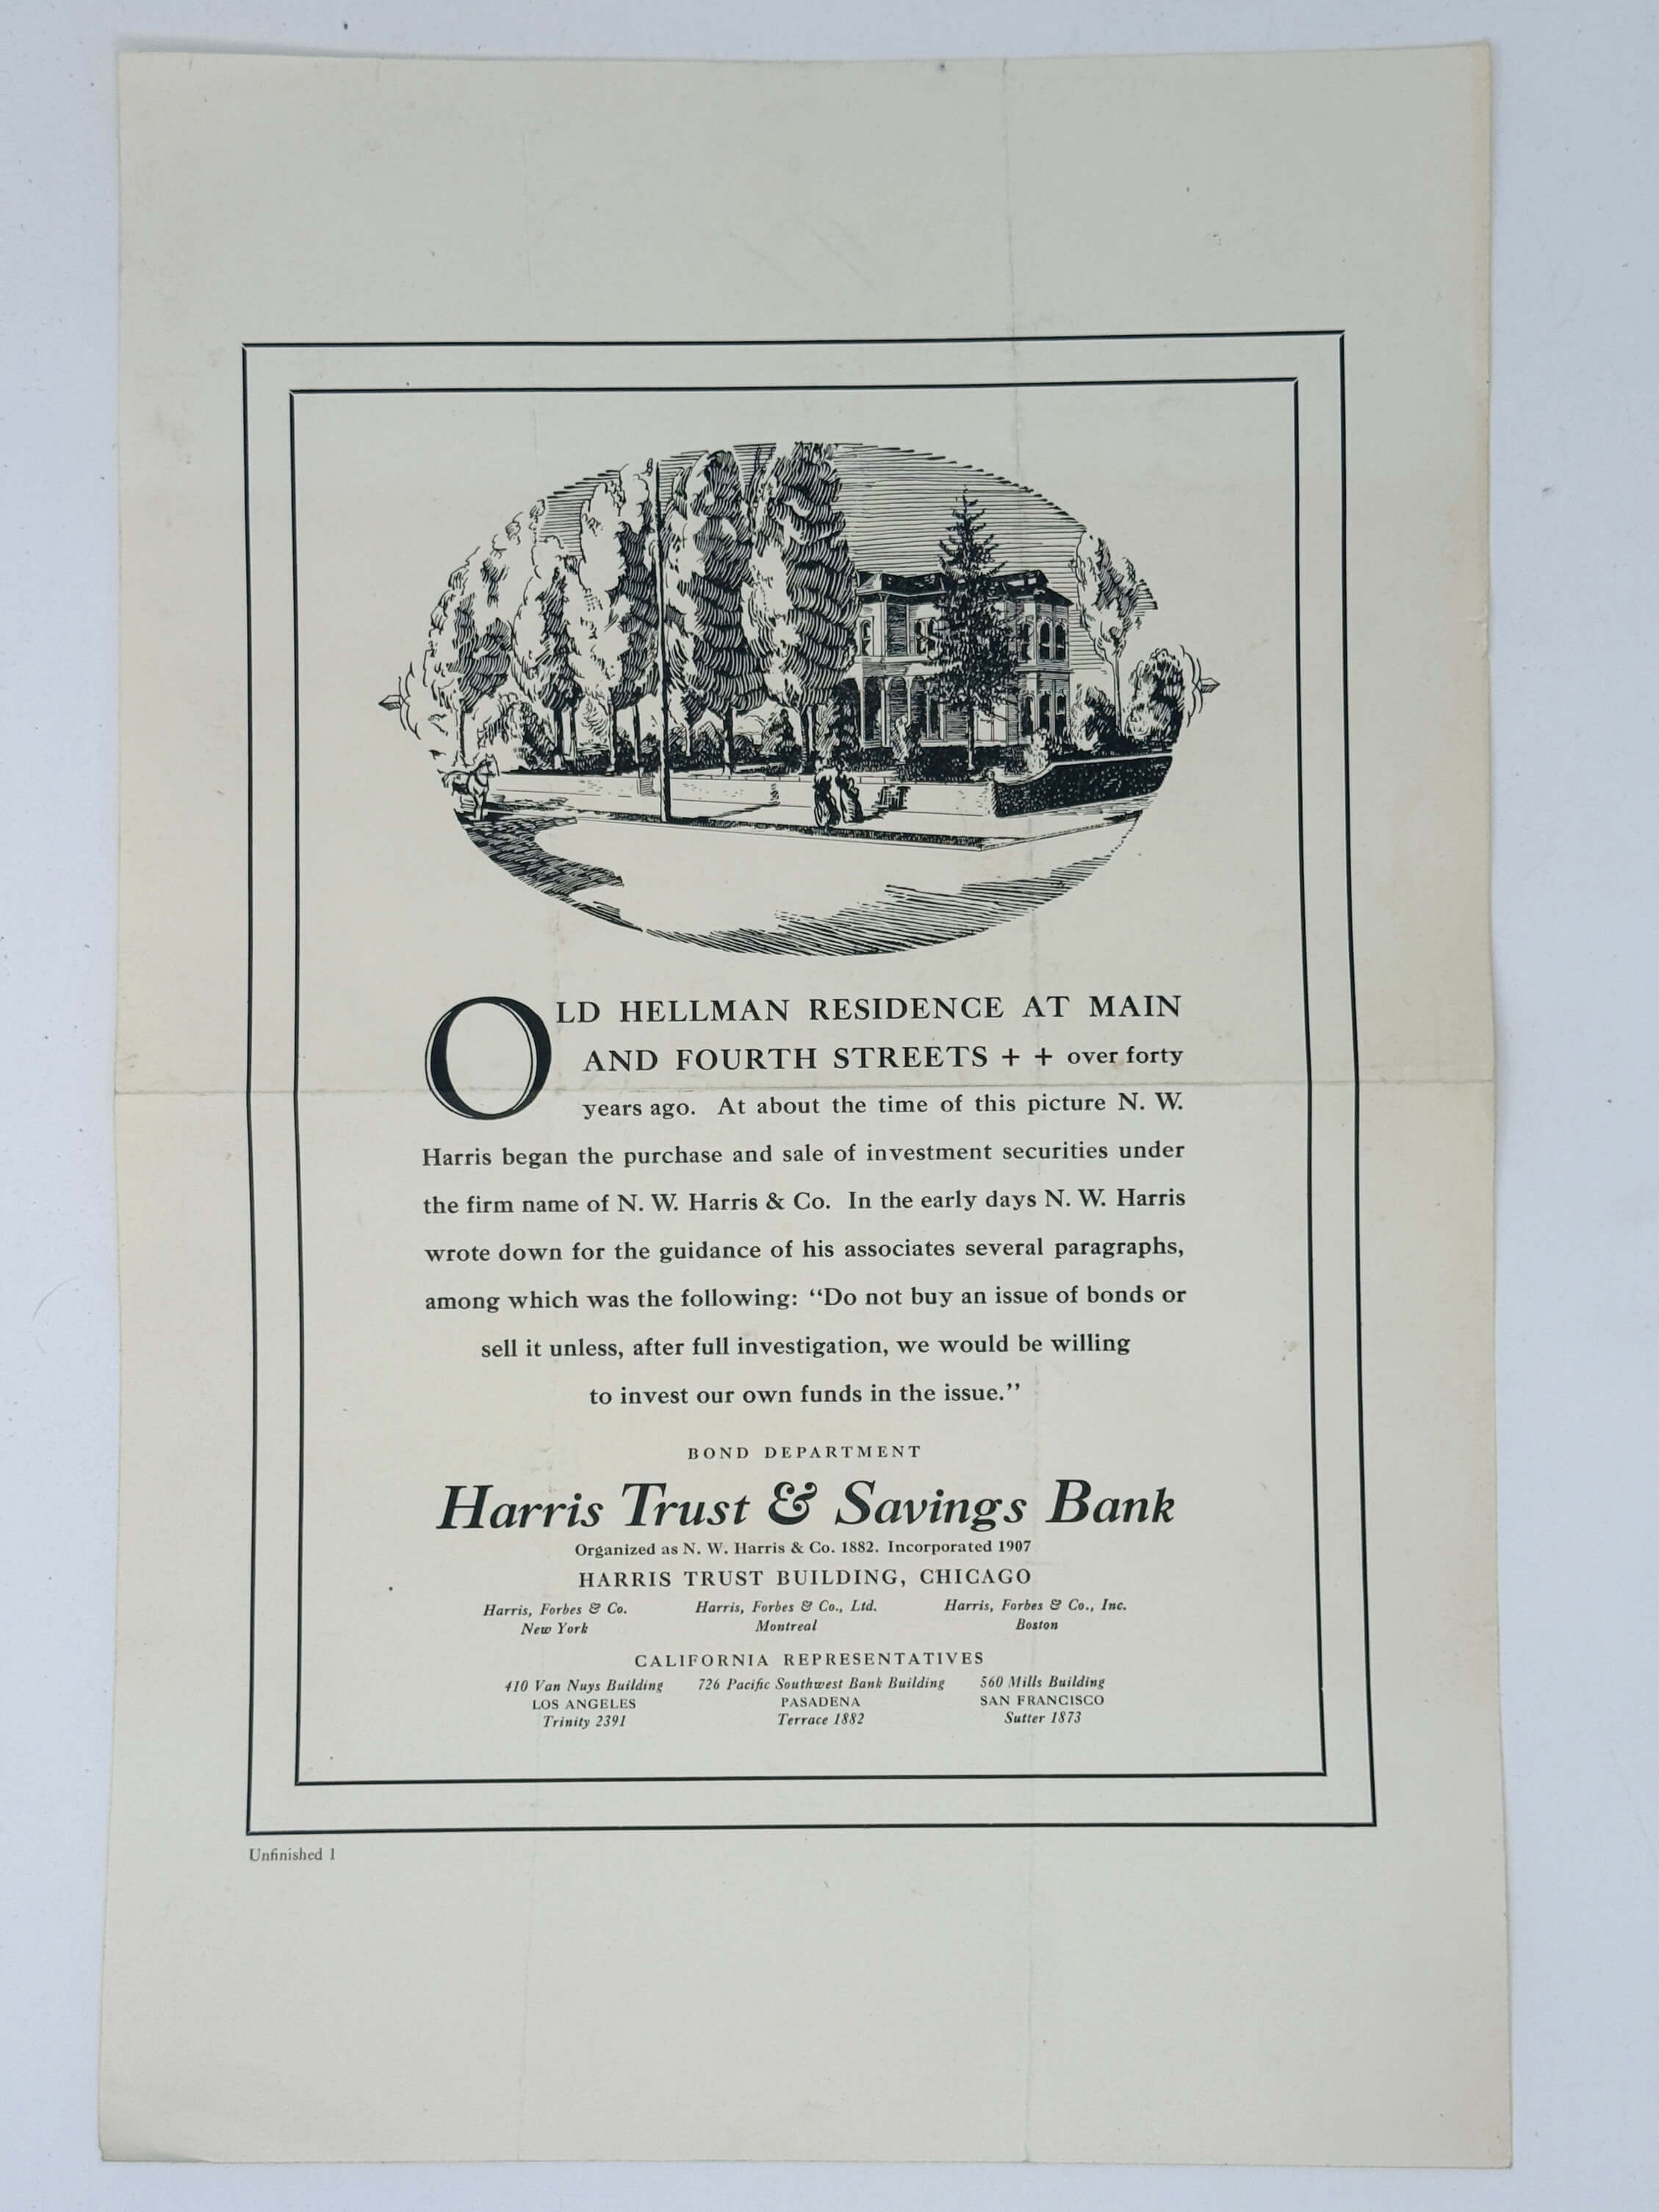 OLD HELLMAN RESIDENCE AT MAIN
AND FOURTH STREETS + + over forty
years ago. At about the time of this picture N. W.
Harris began the purchase and sale of investment securities under
the firm name of N. W. Harris & Co. In the early days N. W. Harris
wrote down for the guidance of his associates several paragraphs,
among which was the following: “Do not buy an issue of bonds or
sell it unless, after full investigation, we would be willing
to invest our own funds in the issue.”
BOND DEPARTMENT
Harris Trust & Savings Bank
Organized as N. W. Harris & Co. 1882. Incorporated 1907
HARRIS TRUST BUILDING, CHICAGO
Harris, Forbes & Co. Harris, Forbes & Co., Ltd. Harris, Forbes & Co., Inc.
New York Montreal Boston
CALIFORNIA REPRESENTATIVES
410 Van Nuys Building 726 Pacific Southwest Bank Building 560 Mills Building
LOS ANGELES PASADENA SAN FRANCISCO
Trinity 2391 Terrace 1882 Sutter 1873
Unfinished 1